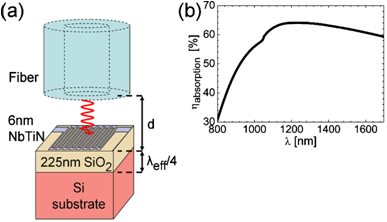 (a)
Fiber
6nm
NbTiN
d
225nm SiO₂
λeff/4
Si
substrate
(b)
ηabsorption [%]
70
60
50
40
30
800 1000 1200 1400 1600
λ [nm]